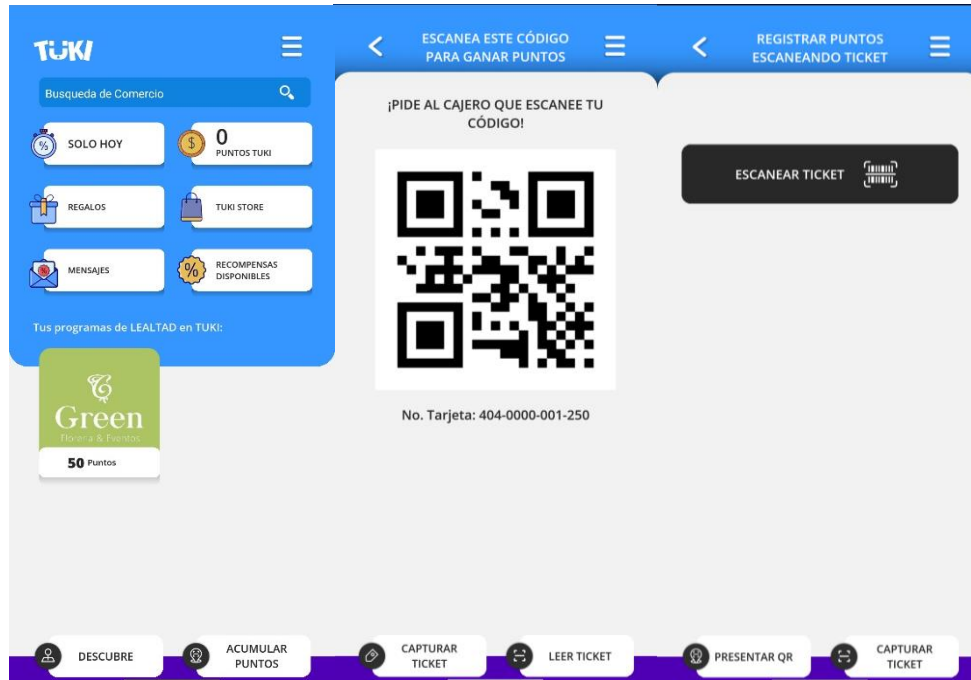 TUKI
Busqueda de Comercio
SOLO HOY
0
PUNTOS TUKI
REGALOS
TUKI STORE
MENSAJES
RECOMPENSAS
DISPONIBLES
Tus programas de LEALTAD en TUKI:
Green
Florería & Eventos
50 Puntos
DESCUBRE
ACUMULAR
PUNTOS
ESCANEA ESTE CÓDIGO
PARA GANAR PUNTOS
¡PIDE AL CAJERO QUE ESCANEE TU
CÓDIGO!
No. Tarjeta: 404-0000-001-250
CAPTURAR
TICKET
LEER TICKET
REGISTRAR PUNTOS
ESCANEANDO TICKET
ESCANEAR TICKET
PRESENTAR QR
CAPTURAR
TICKET